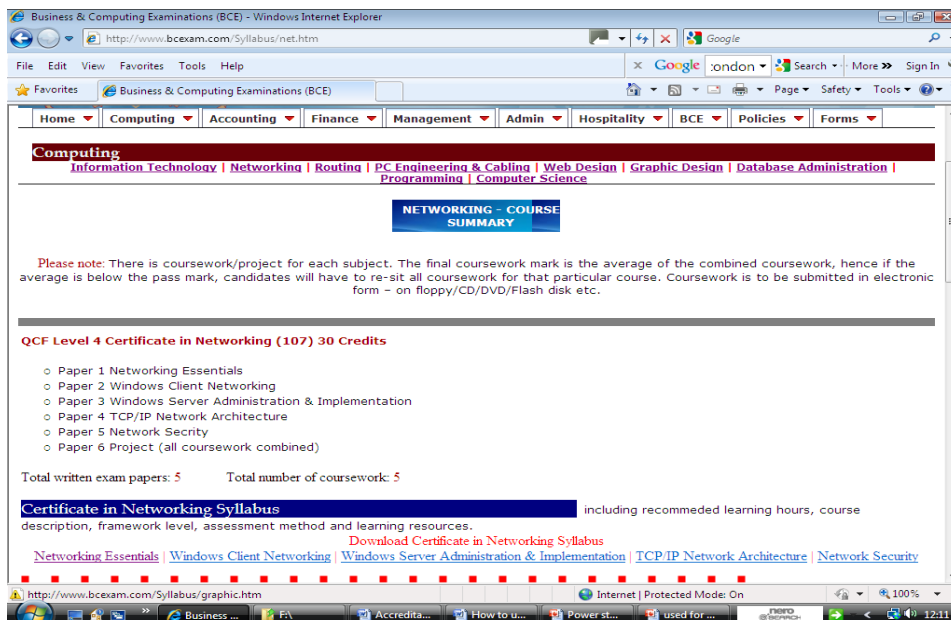 Business & Computing Examinations (BCE) - Windows Internet Explorer
http://www.bcexam.com/Syllabus/net.htm
Google
File Edit View Favorites Tools Help
x Google :ondon Search More >> Sign In
Favorites Business & Computing Examinations (BCE) Page Safety Tools
Home Computing Accounting Finance Management Admin Hospitality BCE Policies Forms
Computing
Information Technology | Networking | Routing | PC Engineering & Cabling | Web Design | Graphic Design | Database Administration |
Programming | Computer Science
NETWORKING - COURSE
SUMMARY
Please note: There is coursework/project for each subject. The final coursework mark is the average of the combined coursework, hence if the
average is below the pass mark, candidates will have to re-sit all coursework for that particular course. Coursework is to be submitted in electronic
form – on floppy/CD/DVD/Flash disk etc.
QCF Level 4 Certificate in Networking (107) 30 Credits
o Paper 1 Networking Essentials
o Paper 2 Windows Client Networking
o Paper 3 Windows Server Administration & Implementation
o Paper 4 TCP/IP Network Architecture
o Paper 5 Network Secrity
o Paper 6 Project (all coursework combined)
Total written exam papers: 5 Total number of coursework: 5
Certificate in Networking Syllabus including recommeded learning hours, course
description, framework level, assessment method and learning resources.
Download Certificate in Networking Syllabus
Networking Essentials | Windows Client Networking | Windows Server Administration & Implementation | TCP/IP Network Architecture | Network Security
http://www.bcexam.com/Syllabus/graphic.htm Internet | Protected Mode: On 100%
Business ... F:\ Accredita... How to u... Power st... used for ... nero SEARCH 12:11